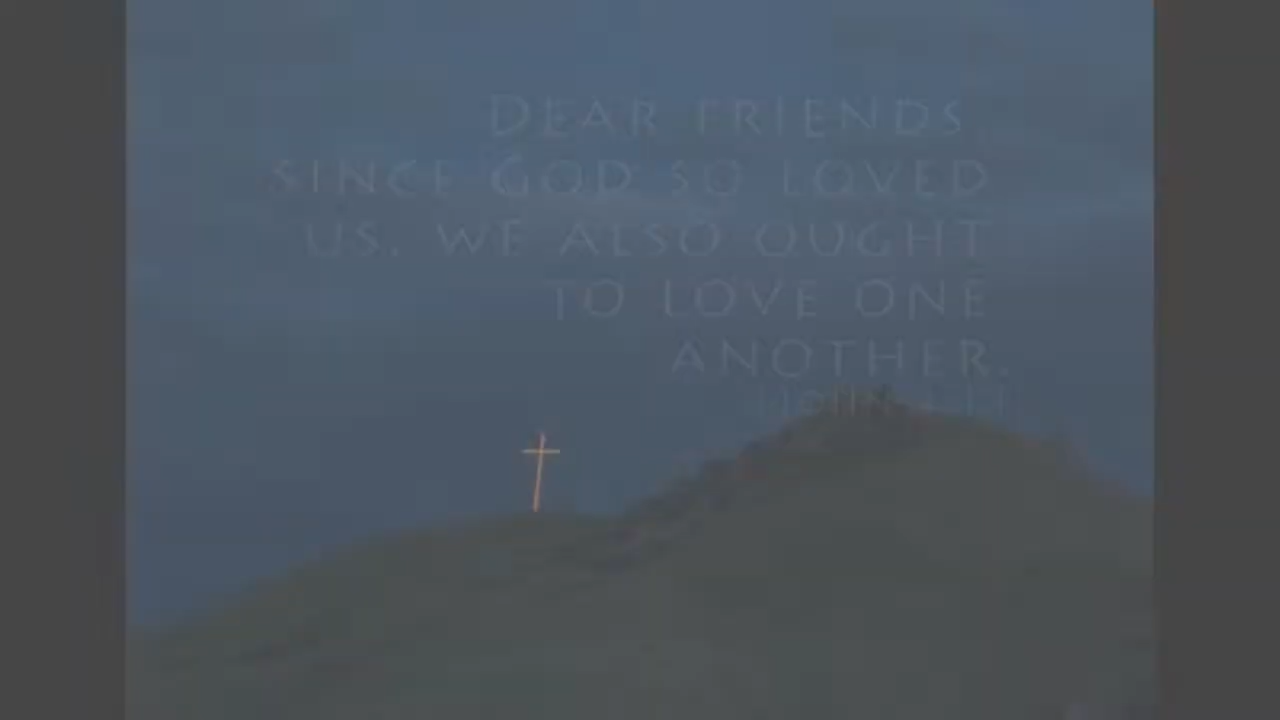 DEAR FRIENDS
SINCE GOD SO LOVED
US, WE ALSO OUGHT
TO LOVE ONE
ANOTHER.